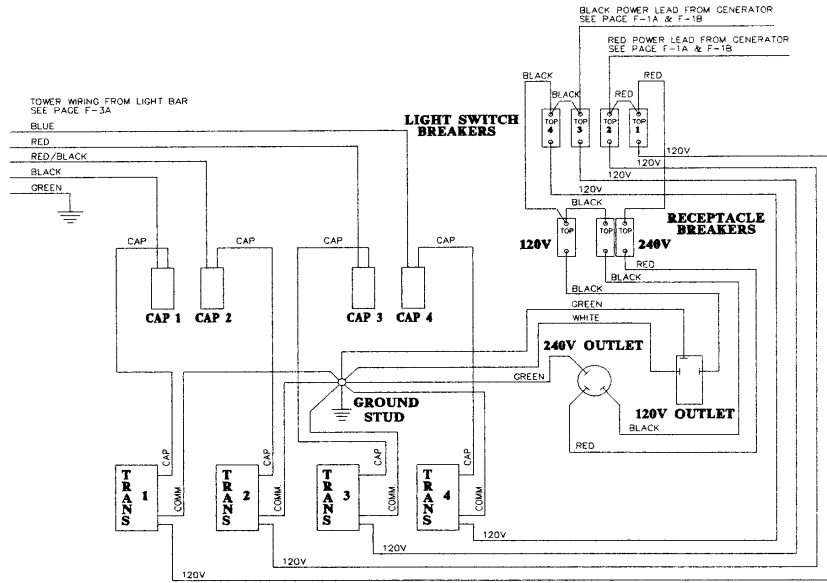 BLACK POWER LEAD FROM GENERATOR
SEE PAGE F-1A & F-1B
RED POWER LEAD FROM GENERATOR
SEE PAGE F-1A & F-1B
BLACK
RED
BLACK
RED
TOWER WIRING FROM LIGHT BAR
SEE PAGE F-3A
LIGHT SWITCH
BREAKERS
TOP
4
TOP
3
TOP
2
TOP
1
BLUE
RED
RED/BLACK
BLACK
GREEN
120V
120V
120V
120V
BLACK
RECEPTACLE
BREAKERS
120V
TOP
TOP
TOP
240V
CAP
CAP
CAP
CAP
RED
BLACK
BLACK
GREEN
WHITE
CAP 1
CAP 2
CAP 3
CAP 4
240V OUTLET
GREEN
GROUND
STUD
120V OUTLET
BLACK
RED
CAP
CAP
CAP
CAP
TRANS
1
COMM.
TRANS
2
COMM.
TRANS
3
COMM.
TRANS
4
COMM.
120V
120V
120V
120V